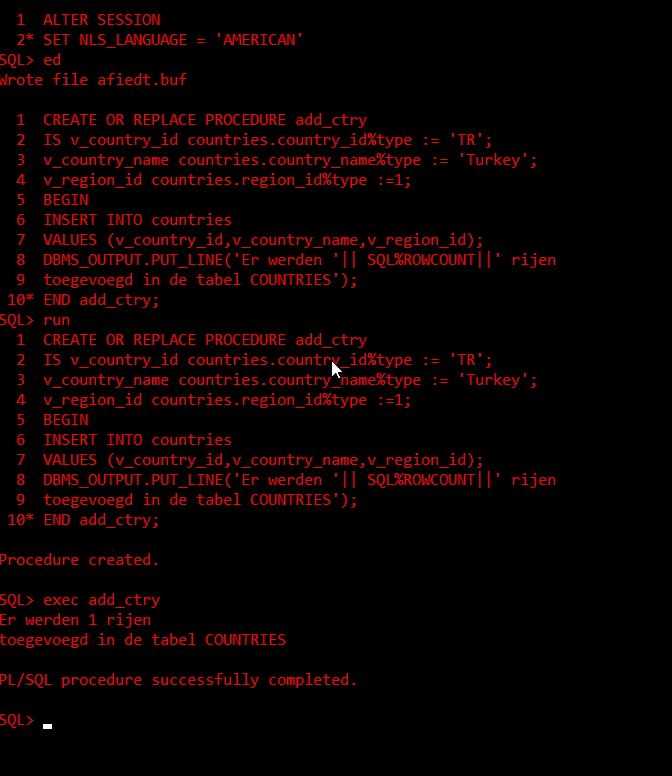 1 ALTER SESSION
2* SET NLS_LANGUAGE = 'AMERICAN'
SQL> ed
Wrote file afiedt.buf
1 CREATE OR REPLACE PROCEDURE add_ctry
2 IS v_country_id countries.country_id%type := 'TR';
3 v_country_name countries.country_name%type := 'Turkey';
4 v_region_id countries.region_id%type :=1;
5 BEGIN
6 INSERT INTO countries
7 VALUES (v_country_id,v_country_name,v_region_id);
8 DBMS_OUTPUT.PUT_LINE('Er werden '|| SQL%ROWCOUNT||' rijen
9 toegevoegd in de tabel COUNTRIES');
10* END add_ctry;
SQL> run
1 CREATE OR REPLACE PROCEDURE add_ctry
2 IS v_country_id countries.country_id%type := 'TR';
3 v_country_name countries.country_name%type := 'Turkey';
4 v_region_id countries.region_id%type :=1;
5 BEGIN
6 INSERT INTO countries
7 VALUES (v_country_id,v_country_name,v_region_id);
8 DBMS_OUTPUT.PUT_LINE('Er werden '|| SQL%ROWCOUNT||' rijen
9 toegevoegd in de tabel COUNTRIES');
10* END add_ctry;
Procedure created.
SQL> exec add_ctry
Er werden 1 rijen
toegevoegd in de tabel COUNTRIES
PL/SQL procedure successfully completed.
SQL>